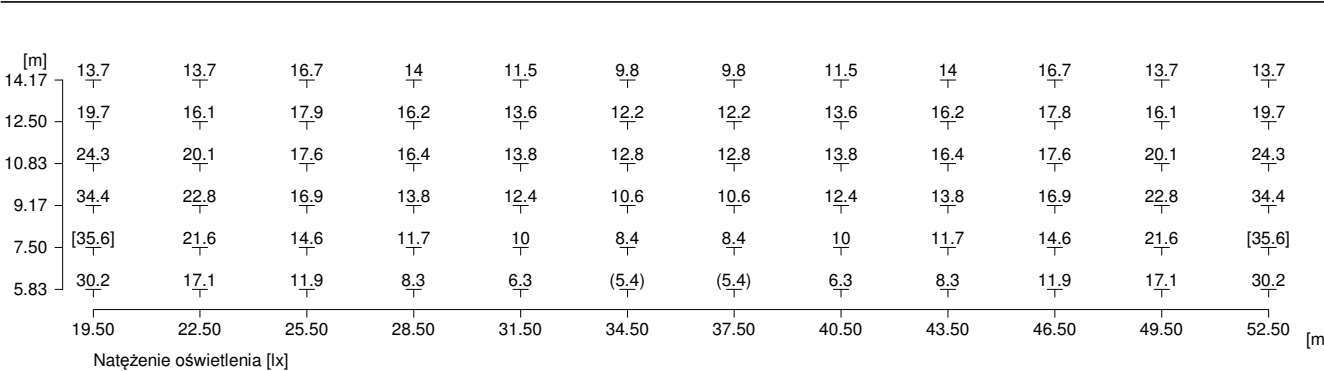 [m]
14.17 13.7 13.7 16.7 14 11.5 9.8 9.8 11.5 14 16.7 13.7 13.7
12.50 19.7 16.1 17.9 16.2 13.6 12.2 12.2 13.6 16.2 17.8 16.1 19.7
10.83 24.3 20.1 17.6 16.4 13.8 12.8 12.8 13.8 16.4 17.6 20.1 24.3
9.17 34.4 22.8 16.9 13.8 12.4 10.6 10.6 12.4 13.8 16.9 22.8 34.4
7.50 [35.6] 21.6 14.6 11.7 10 8.4 8.4 10 11.7 14.6 21.6 [35.6]
5.83 30.2 17.1 11.9 8.3 6.3 (5.4) (5.4) 6.3 8.3 11.9 17.1 30.2
19.50 22.50 25.50 28.50 31.50 34.50 37.50 40.50 43.50 46.50 49.50 52.50 [m
Natężenie oświetlenia [lx]